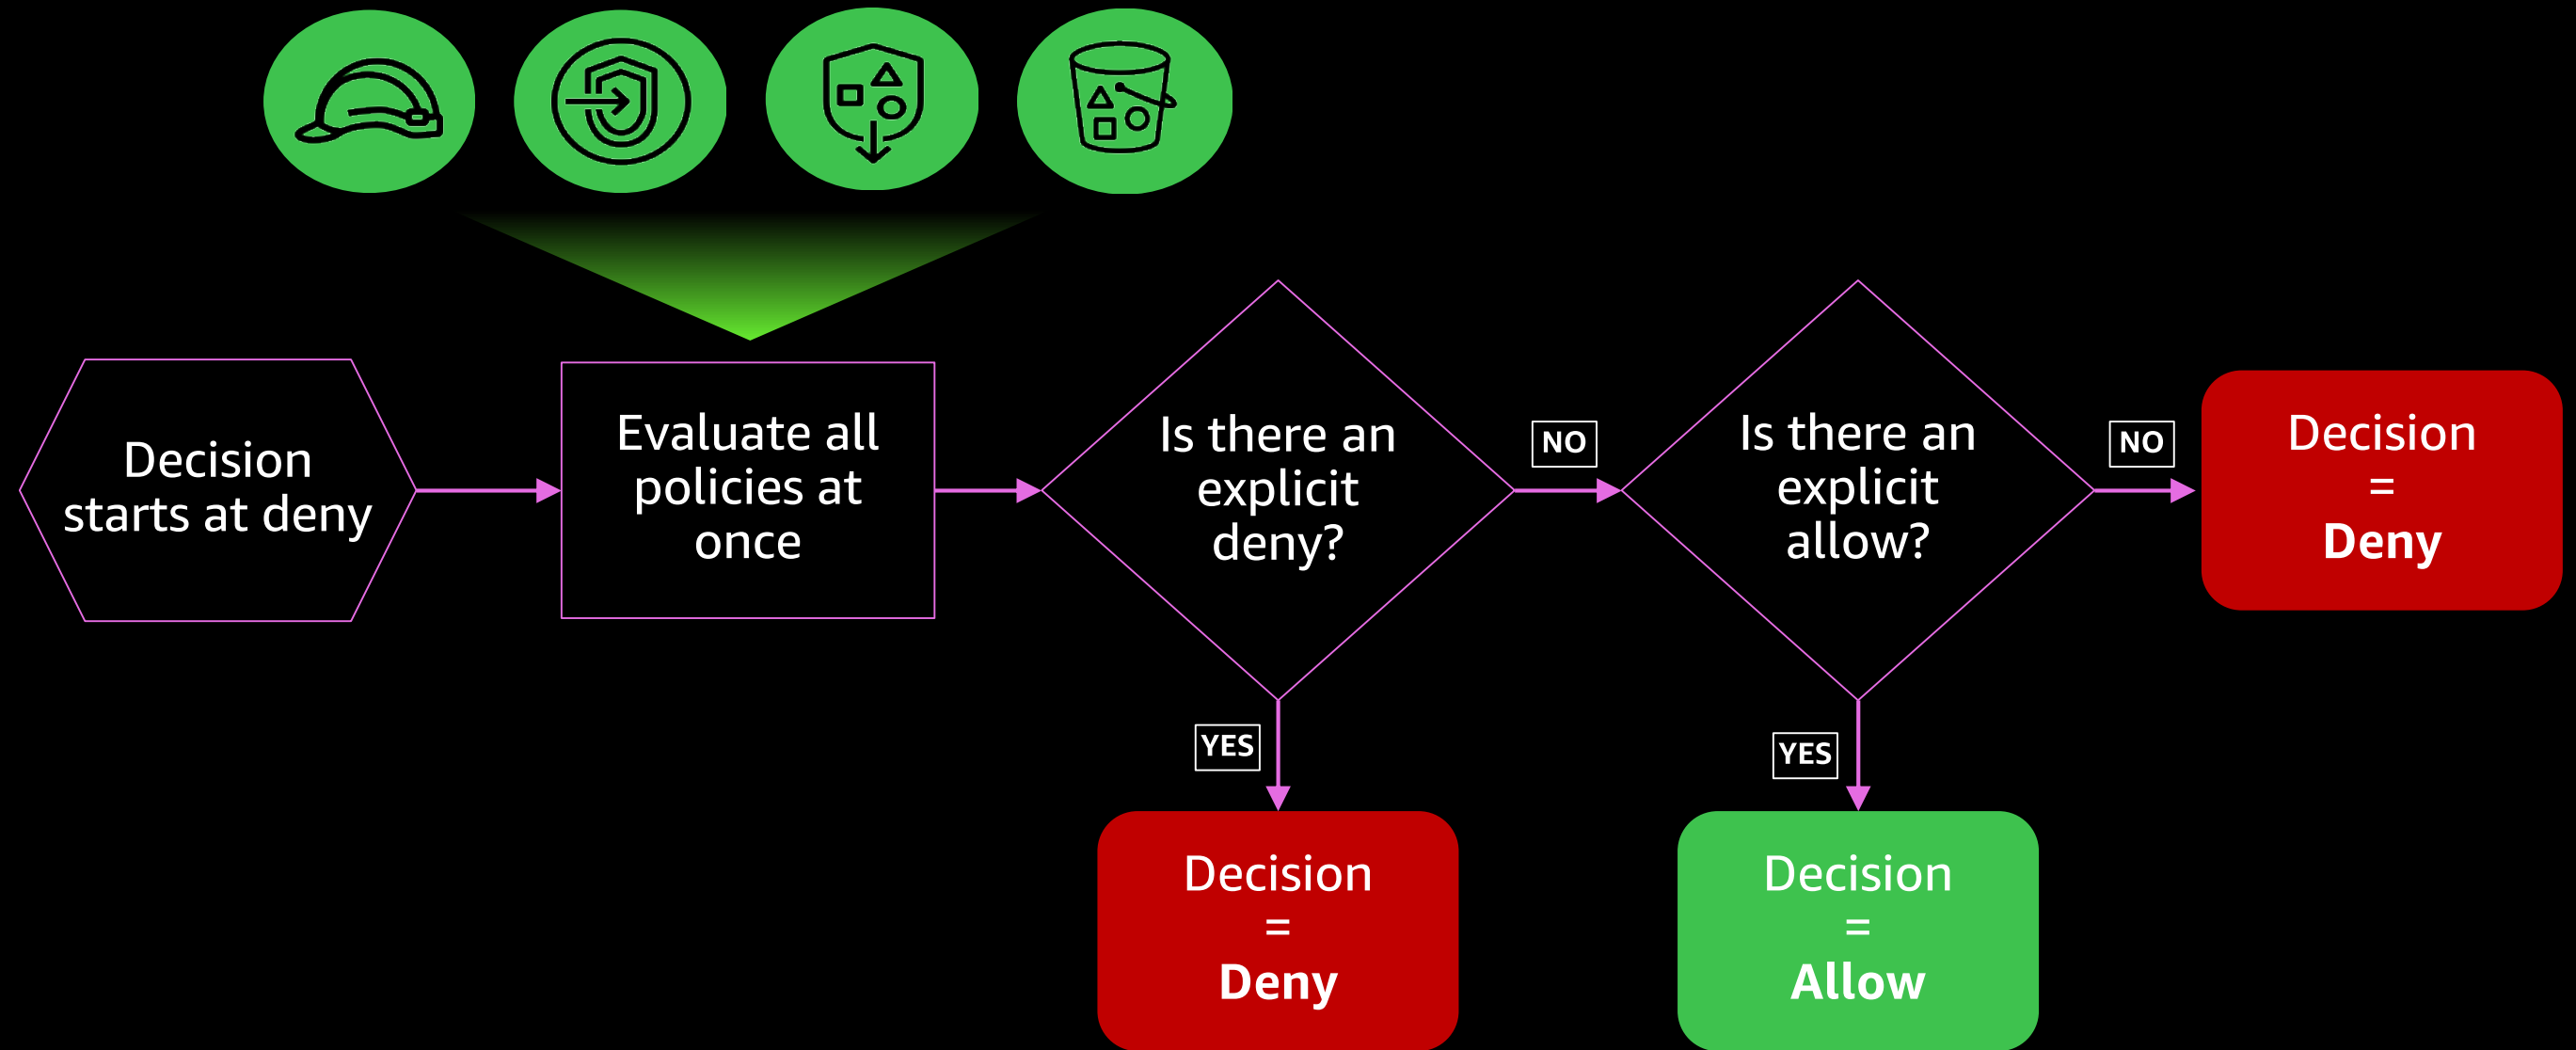 Decision
starts at deny
Evaluate all
policies at
once
Is there an
explicit
deny?
NO
Is there an
explicit
allow?
NO
Decision
=
Deny
YES
YES
Decision
=
Deny
Decision
=
Allow